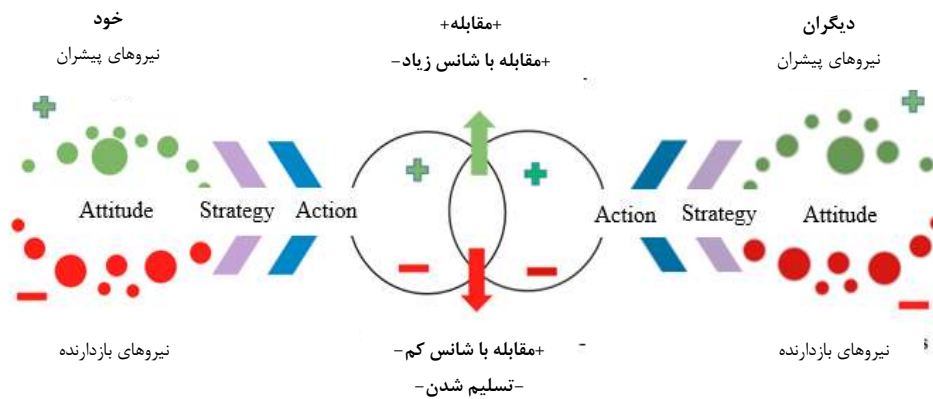 خود
نیروهای پیشران
+مقابله+
+مقابله با شانس زیاد-
دیگران
نیروهای پیشران
Attitude Strategy Action
Action Strategy Attitude
نیروهای بازدارنده
+مقابله با شانس کم-
-تسلیم شدن-
نیروهای بازدارنده